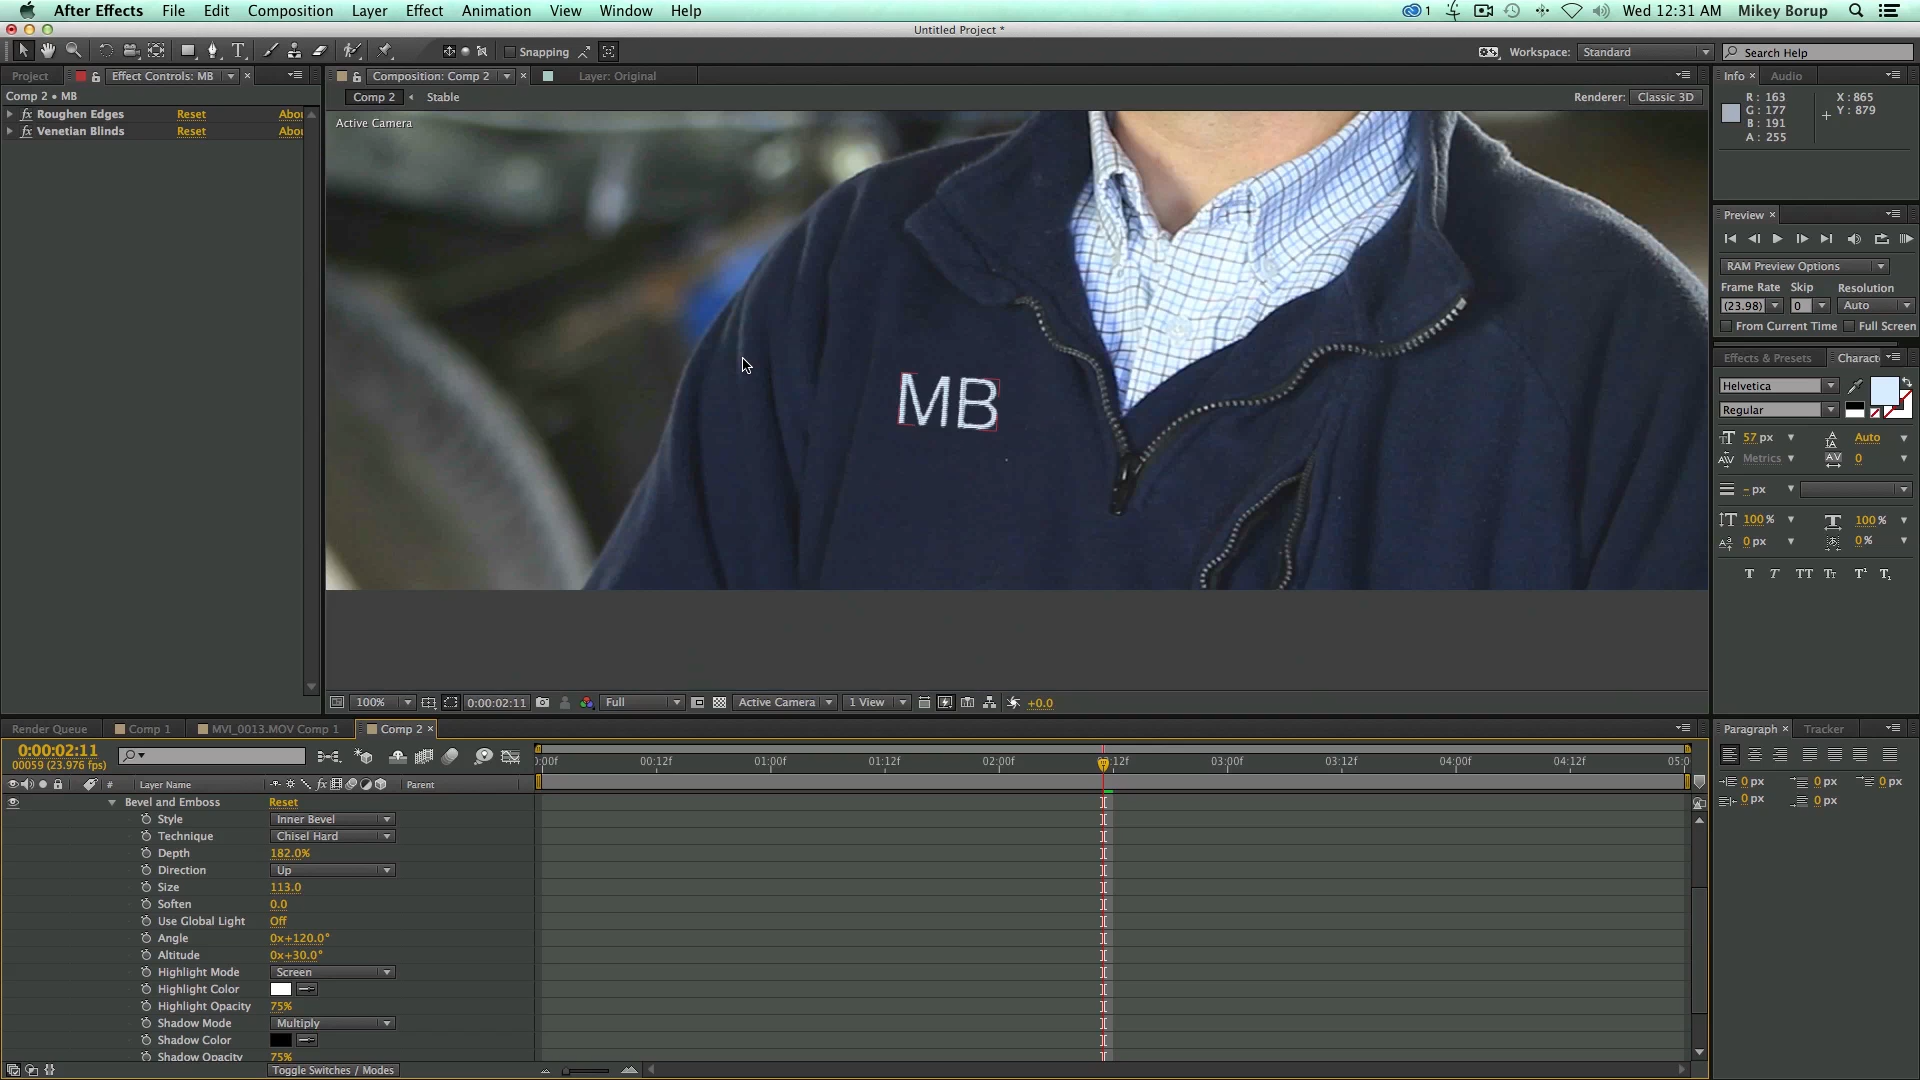 After Effects File Edit Composition Layer Effect Animation View Window Help 1 Wed 12:31 AM Mikey Borup
Untitled Project *
Snapping Workspace: Standard Search Help
Project Effect Controls: MB Composition: Comp 2 Layer: Original Info Audio
Comp 2 • MB Comp 2 Stable Renderer: Classic 3D
Roughen Edges Reset Abou
Venetian Blinds Reset Abou
Active Camera
R : 163 X : 865
G : 177 Y : 879
B : 191
A : 255
Preview
RAM Preview Options
Frame Rate Skip Resolution
(23.98) 0 Auto
From Current Time Full Screen
Effects & Presets Charact
Helvetica
Regular
MB
57 px Auto
Metrics 0
- px
100 % 100 %
0 px 0 %
T T TT Tr T¹ T₁
100% 0:00:02:11 Full Active Camera 1 View +0.0
Render Queue Comp 1 MVI_0013.MOV Comp 1 Comp 2 Paragraph Tracker
0:00:02:11
00059 (23.976 fps)
):00f 00:12f 01:00f 01:12f 02:00f :12f 03:00f 03:12f 04:00f 04:12f 05:0
# Layer Name Parent
0 px 0 px 0 px
0 px 0 px
Bevel and Emboss Reset
Style Inner Bevel
Technique Chisel Hard
Depth 182.0%
Direction Up
Size 113.0
Soften 0.0
Use Global Light Off
Angle 0x+120.0°
Altitude 0x+30.0°
Highlight Mode Screen
Highlight Color
Highlight Opacity 75%
Shadow Mode Multiply
Shadow Color
Shadow Opacity 75%
Toggle Switches / Modes